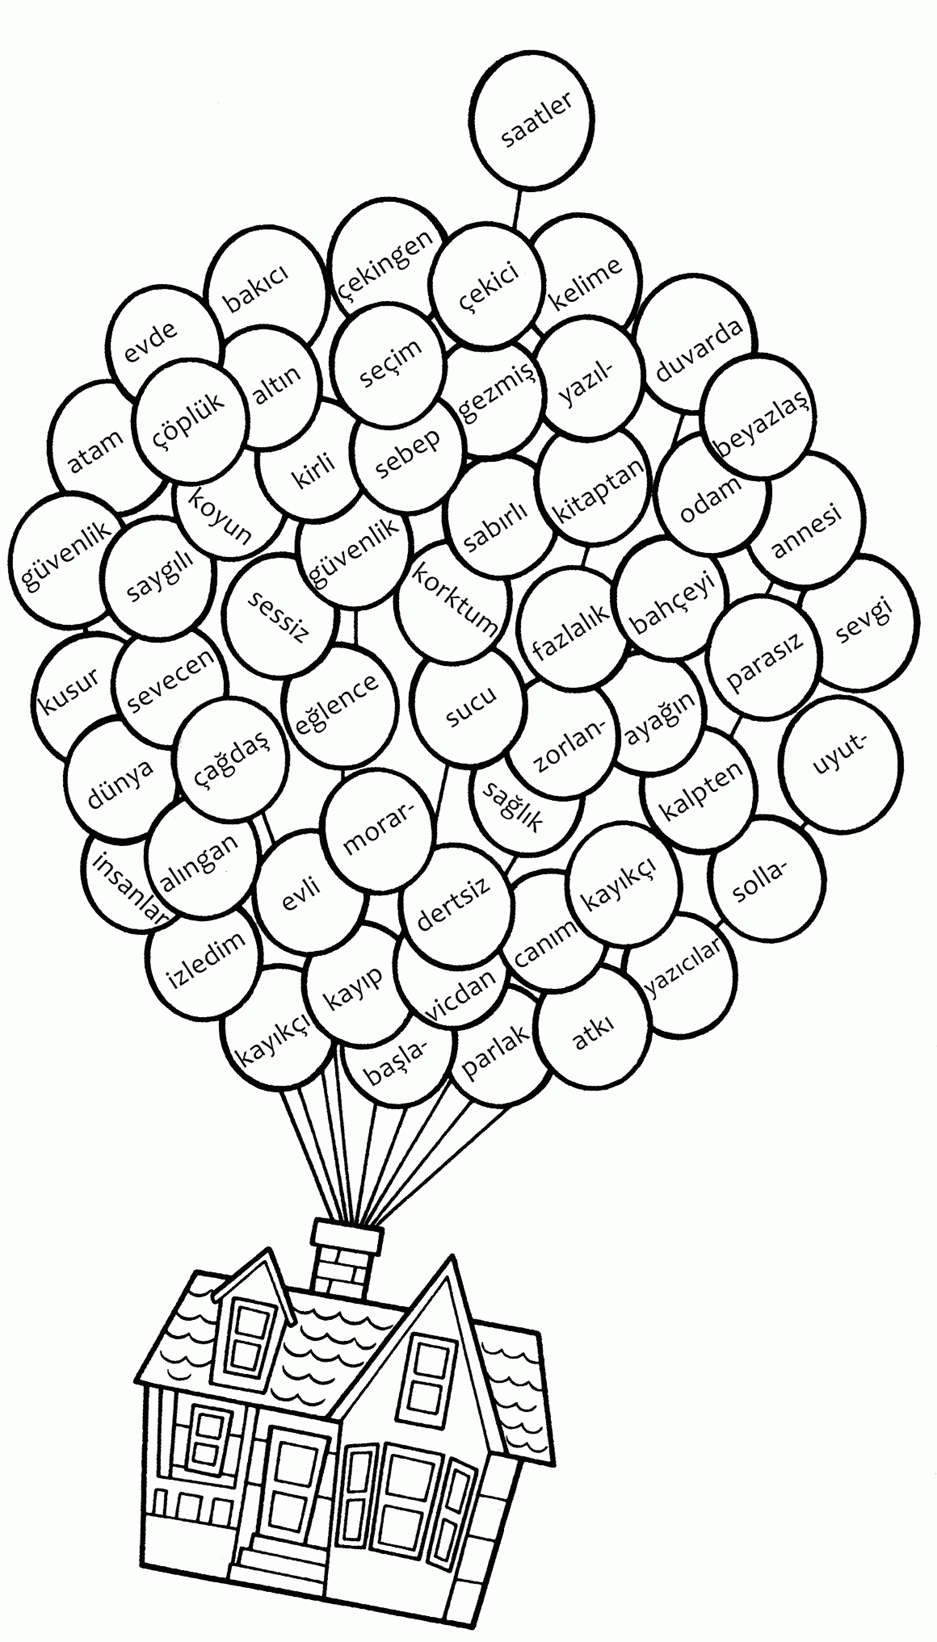 saatler
çekingen
çekici
kelime
bakıcı
evde
duvarda
seçim
altın
gezmiş
yazıl-
beyazlaş
çöplük
atam
kirli
sebep
kitaptan
odam
koyun
sabırlı
annesi
güvenlik
güvenlik
saygılı
korktum
bahçeyi
sessiz
fazlalık
sevgi
parasız
kusur
sevecen
eğlence
sucu
ayağın
zorlan-
uyut-
dünya
çağdaş
kalpten
sağlık
morar-
insanlar
alıngan
evli
dertsiz
kayıkçı
solla-
izledim
canım
yazıcılar
kayıp
vicdan
kayıkçı
başla-
parlak
atkı